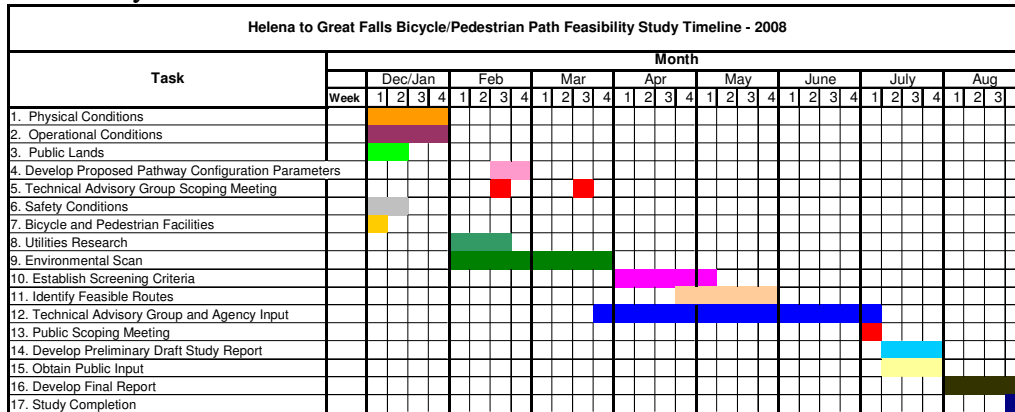 Helena to Great Falls Bicycle/Pedestrian Path Feasibility Study Timeline - 2008
Task
Month
Dec/Jan Feb Mar Apr May June July Aug
Week 1 2 3 4 1 2 3 4 1 2 3 4 1 2 3 4 1 2 3 4 1 2 3 4 1 2 3 4 1 2 3
1. Physical Conditions
2. Operational Conditions
3. Public Lands
4. Develop Proposed Pathway Configuration Parameters
5. Technical Advisory Group Scoping Meeting
6. Safety Conditions
7. Bicycle and Pedestrian Facilities
8. Utilities Research
9. Environmental Scan
10. Establish Screening Criteria
11. Identify Feasible Routes
12. Technical Advisory Group and Agency Input
13. Public Scoping Meeting
14. Develop Preliminary Draft Study Report
15. Obtain Public Input
16. Develop Final Report
17. Study Completion